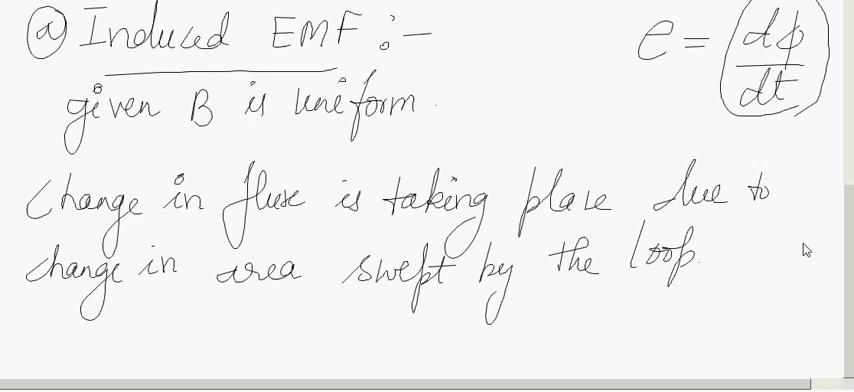 (a) Induced EMF :- e = (dϕ/dt)
given B is uniform.
Change in flux is taking place due to
change in area swept by the loop.